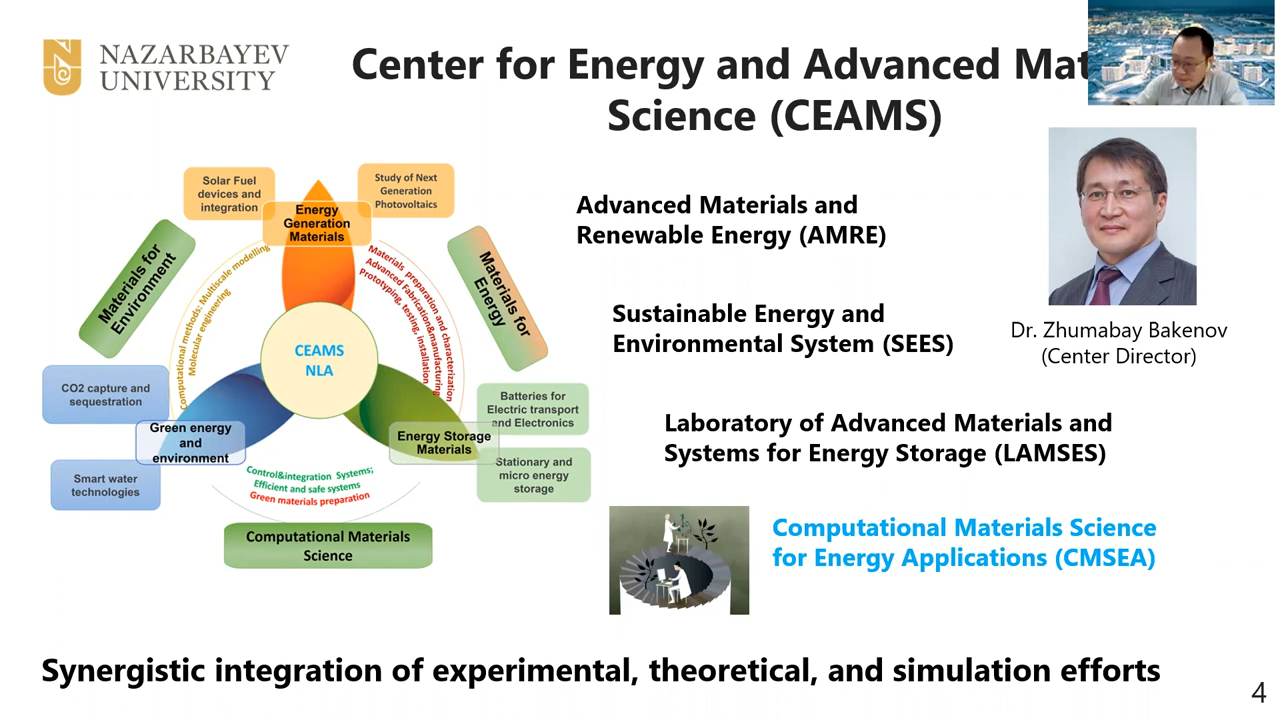 NAZARBAYEV
UNIVERSITY
Center for Energy and Advanced Mat
Science (CEAMS)
Solar Fuel
devices and
integration
Study of Next
Generation
Photovoltaics
Energy
Generation
Materials
Materials for
Environment
Materials for
Energy
Computational methods: Multiscale modelling
Molecular engineering
Materials preparation and characterization
Advanced Fabrication&manufacturing
Prototyping, testing, installation
CEAMS
NLA
CO2 capture and
sequestration
Green energy
and
environment
Smart water
technologies
Batteries for
Electric transport
and Electronics
Energy Storage
Materials
Stationary and
micro energy
storage
Control&integration Systems;
Efficient and safe systems
Green materials preparation
Computational Materials
Science
Advanced Materials and
Renewable Energy (AMRE)
Sustainable Energy and
Environmental System (SEES)
Laboratory of Advanced Materials and
Systems for Energy Storage (LAMSES)
Computational Materials Science
for Energy Applications (CMSEA)
Dr. Zhumabay Bakenov
(Center Director)
Synergistic integration of experimental, theoretical, and simulation efforts
4